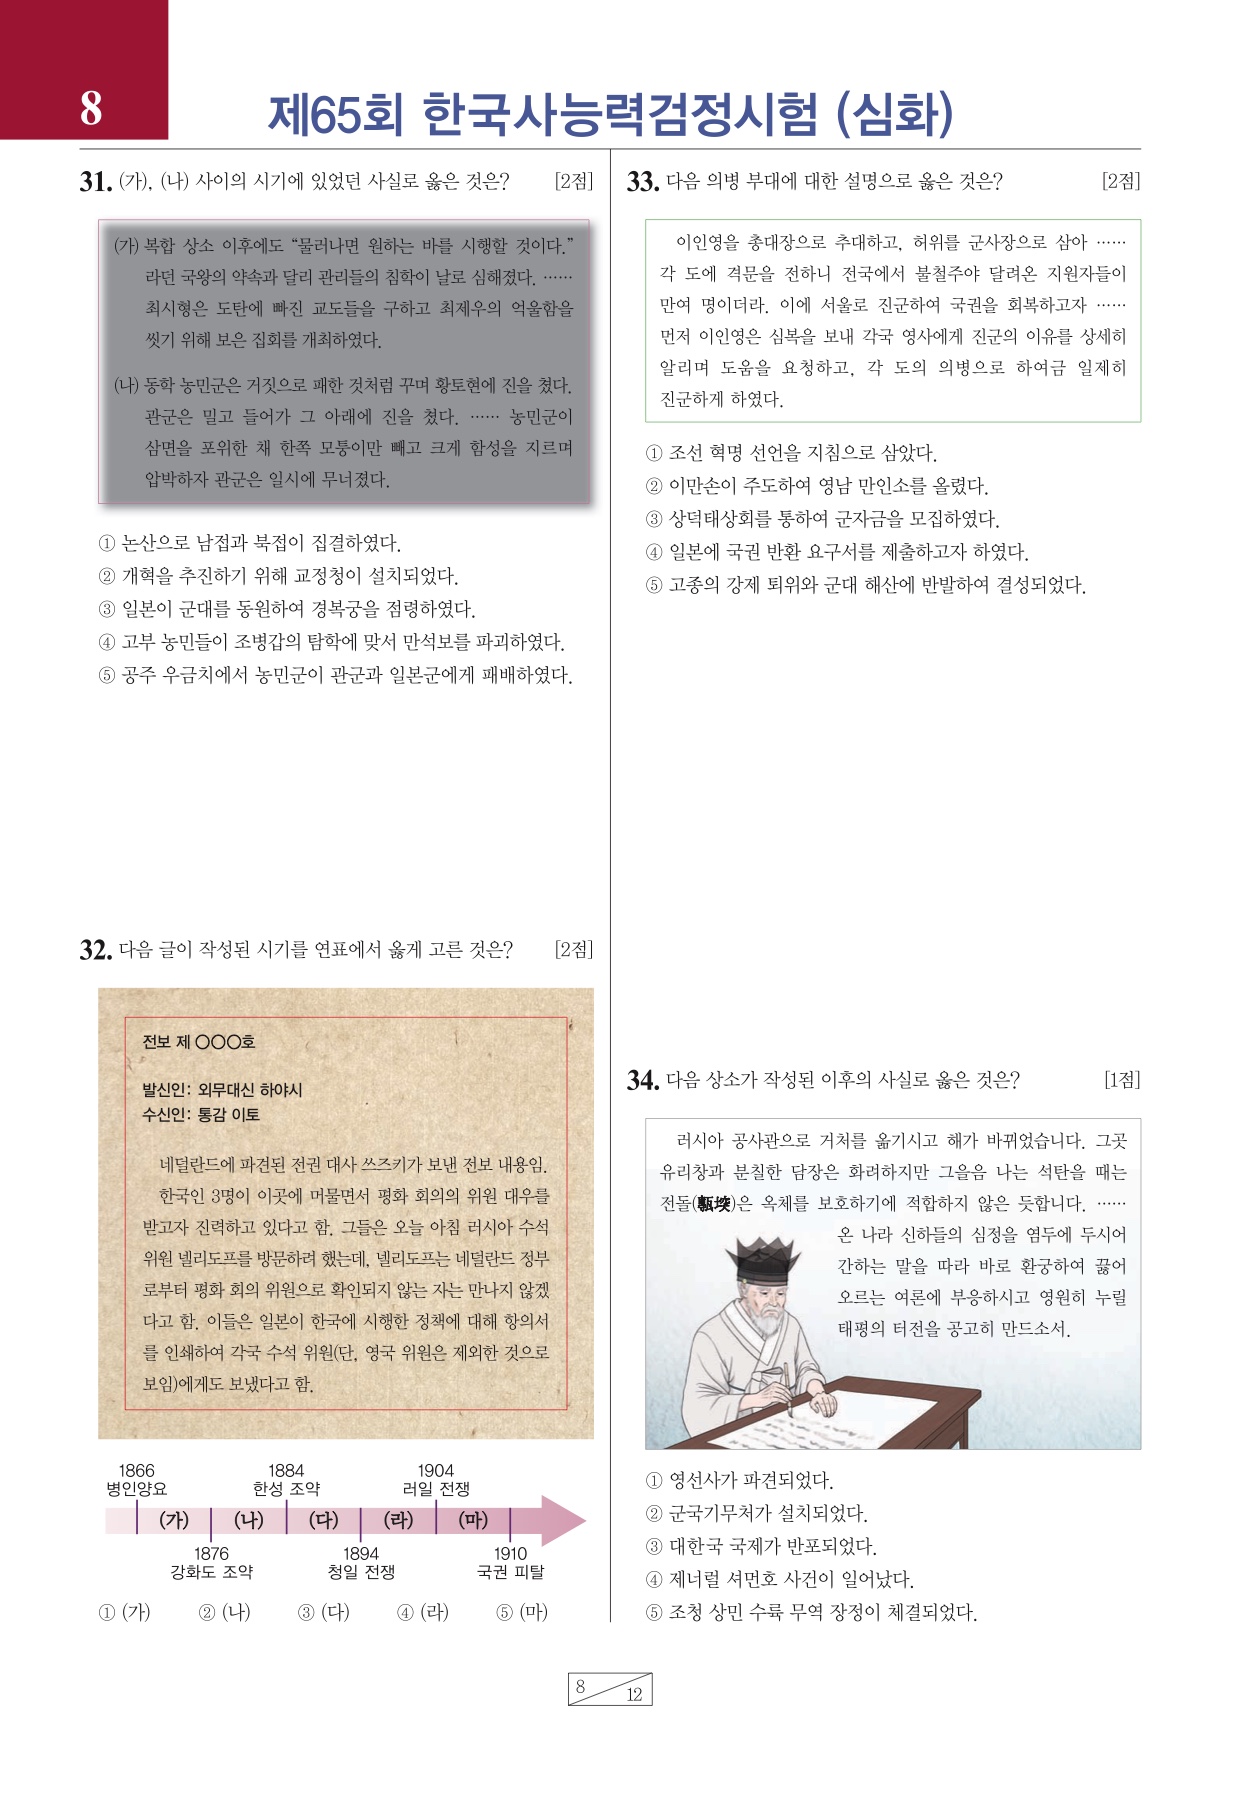 8
제65회 한국사능력검정시험 (심화)
31. (가), (나) 사이의 시기에 있었던 사실로 옳은 것은? [2점]
(가) 복합 상소 이후에도 “물러나면 원하는 바를 시행할 것이다.”
라던 국왕의 약속과 달리 관리들의 침학이 날로 심해졌다. ……
최시형은 도탄에 빠진 교도들을 구하고 최제우의 억울함을
씻기 위해 보은 집회를 개최하였다.
(나) 동학 농민군은 거짓으로 패한 것처럼 꾸며 황토현에 진을 쳤다.
관군은 밀고 들어가 그 아래에 진을 쳤다. …… 농민군이
삼면을 포위한 채 한쪽 모퉁이만 빼고 크게 함성을 지르며
압박하자 관군은 일시에 무너졌다.
① 논산으로 남접과 북접이 집결하였다.
② 개혁을 추진하기 위해 교정청이 설치되었다.
③ 일본이 군대를 동원하여 경복궁을 점령하였다.
④ 고부 농민들이 조병갑의 탐학에 맞서 만석보를 파괴하였다.
⑤ 공주 우금치에서 농민군이 관군과 일본군에게 패배하였다.
32. 다음 글이 작성된 시기를 연표에서 옳게 고른 것은? [2점]
전보 제 ○○○호
발신인: 외무대신 하야시
수신인: 통감 이토
네덜란드에 파견된 전권 대사 쓰즈키가 보낸 전보 내용임.
한국인 3명이 이곳에 머물면서 평화 회의의 위원 대우를
받고자 진력하고 있다고 함. 그들은 오늘 아침 러시아 수석
위원 넬리도프를 방문하려 했는데, 넬리도프는 네덜란드 정부
로부터 평화 회의 위원으로 확인되지 않는 자는 만나지 않겠
다고 함. 이들은 일본이 한국에 시행한 정책에 대해 항의서
를 인쇄하여 각국 수석 위원(단, 영국 위원은 제외한 것으로
보임)에게도 보냈다고 함.
1866 1884 1904
병인양요 한성 조약 러일 전쟁
(가) (나) (다) (라) (마)
1876 1894 1910
강화도 조약 청일 전쟁 국권 피탈
① (가) ② (나) ③ (다) ④ (라) ⑤ (마)
33. 다음 의병 부대에 대한 설명으로 옳은 것은? [2점]
이인영을 총대장으로 추대하고, 허위를 군사장으로 삼아 ……
각 도에 격문을 전하니 전국에서 불철주야 달려온 지원자들이
만여 명이더라. 이에 서울로 진군하여 국권을 회복하고자 ……
먼저 이인영은 심복을 보내 각국 영사에게 진군의 이유를 상세히
알리며 도움을 요청하고, 각 도의 의병으로 하여금 일제히
진군하게 하였다.
① 조선 혁명 선언을 지침으로 삼았다.
② 이만손이 주도하여 영남 만인소를 올렸다.
③ 상덕태상회를 통하여 군자금을 모집하였다.
④ 일본에 국권 반환 요구서를 제출하고자 하였다.
⑤ 고종의 강제 퇴위와 군대 해산에 반발하여 결성되었다.
34. 다음 상소가 작성된 이후의 사실로 옳은 것은? [1점]
러시아 공사관으로 거처를 옮기시고 해가 바뀌었습니다. 그곳
유리창과 분칠한 담장은 화려하지만 그을음 나는 석탄을 때는
전돌(甎堗)은 옥체를 보호하기에 적합하지 않은 듯합니다. ……
온 나라 신하들의 심정을 염두에 두시어
간하는 말을 따라 바로 환궁하여 끓어
오르는 여론에 부응하시고 영원히 누릴
태평의 터전을 공고히 만드소서.
① 영선사가 파견되었다.
② 군국기무처가 설치되었다.
③ 대한국 국제가 반포되었다.
④ 제너럴 셔먼호 사건이 일어났다.
⑤ 조청 상민 수륙 무역 장정이 체결되었다.
8 12